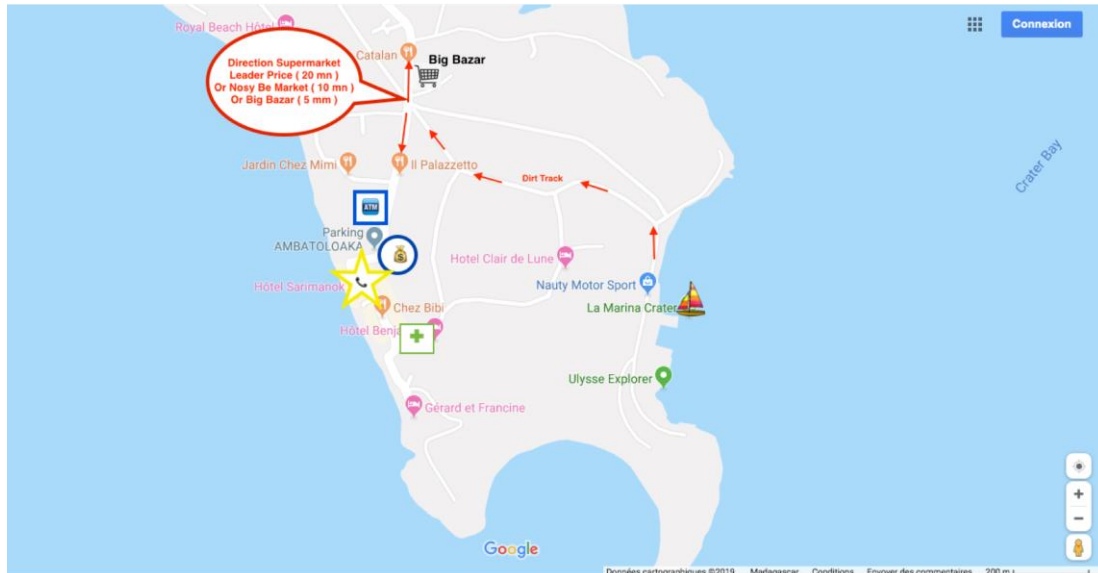 Royal Beach Hôtel
Connexion
Catalan
Big Bazar
Direction Supermarket
Leader Price ( 20 mn )
Or Nosy Be Market ( 10 mn )
Or Big Bazar ( 5 mm )
Jardin Chez Mimi
Il Palazzetto
Dirt Track
Crater Bay
ATM
Parking
AMBATOLOAKA
$
Hotel Clair de Lune
Hôtel Sarimanok
Nauty Motor Sport
Chez Bibi
La Marina Crater
Hôtel Benj
Ulysse Explorer
Gérard et Francine
Google
Données cartographiques ©2019 Madagascar Conditions Envoyer des commentaires 200 m